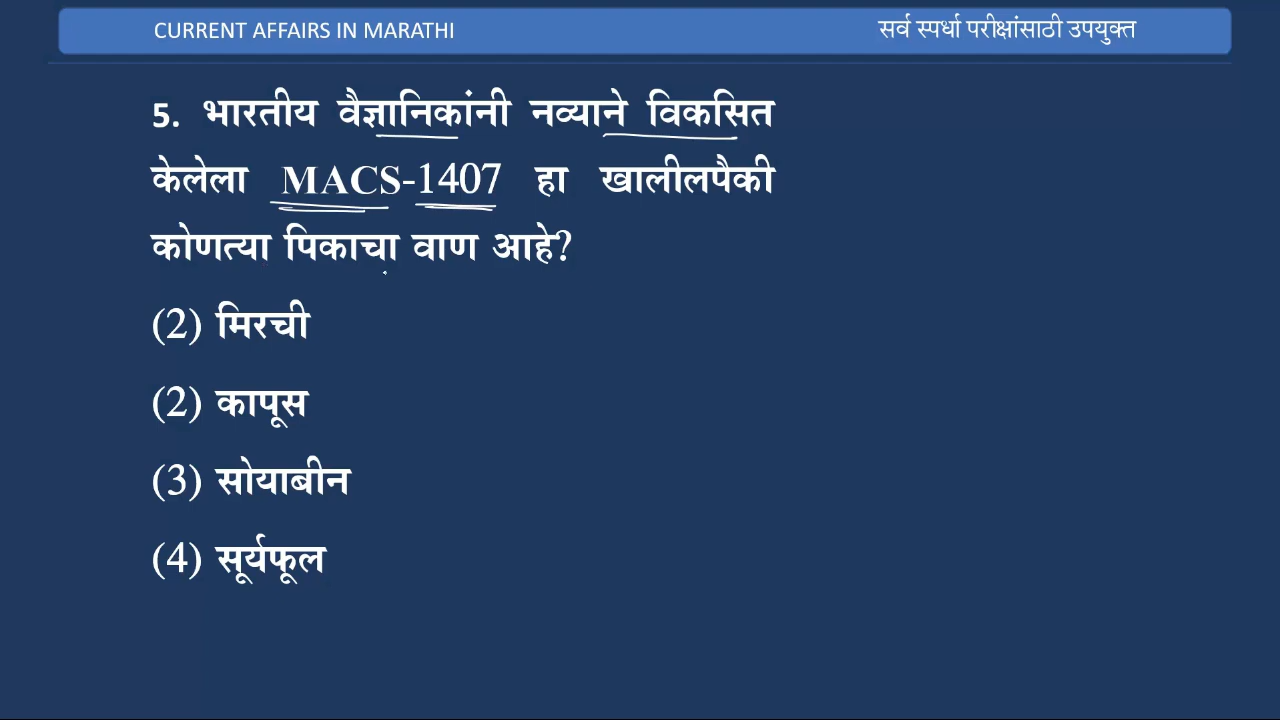 CURRENT AFFAIRS IN MARATHI
सर्व स्पर्धा परीक्षांसाठी उपयुक्त
5. भारतीय वैज्ञानिकांनी नव्याने विकसित
केलेला MACS-1407 हा खालीलपैकी
कोणत्या पिकाचा वाण आहे?
(2) मिरची
(2) कापूस
(3) सोयाबीन
(4) सूर्यफूल